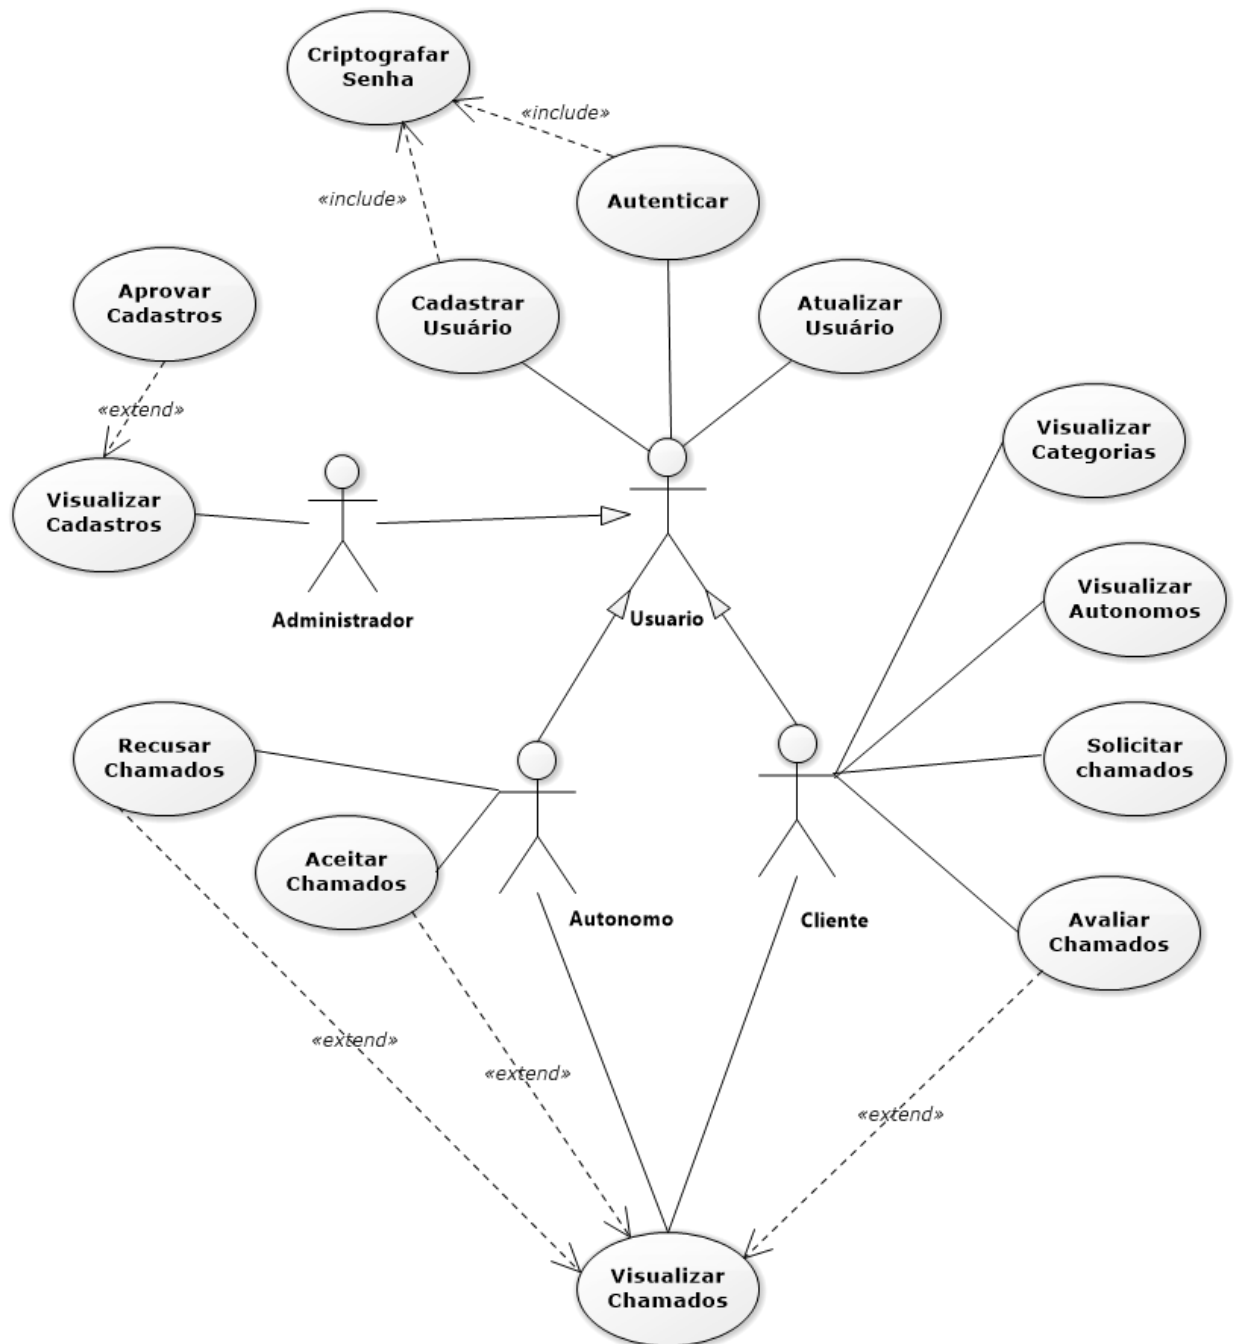 Criptografar
Senha
«include»
Autenticar
«include»
Aprovar
Cadastros
Cadastrar
Usuário
Atualizar
Usuário
«extend»
Visualizar
Categorias
Visualizar
Cadastros
Administrador
Usuario
Visualizar
Autonomos
Recusar
Chamados
Solicitar
chamados
Aceitar
Chamados
Autonomo
Cliente
Avaliar
Chamados
«extend»
«extend»
«extend»
Visualizar
Chamados